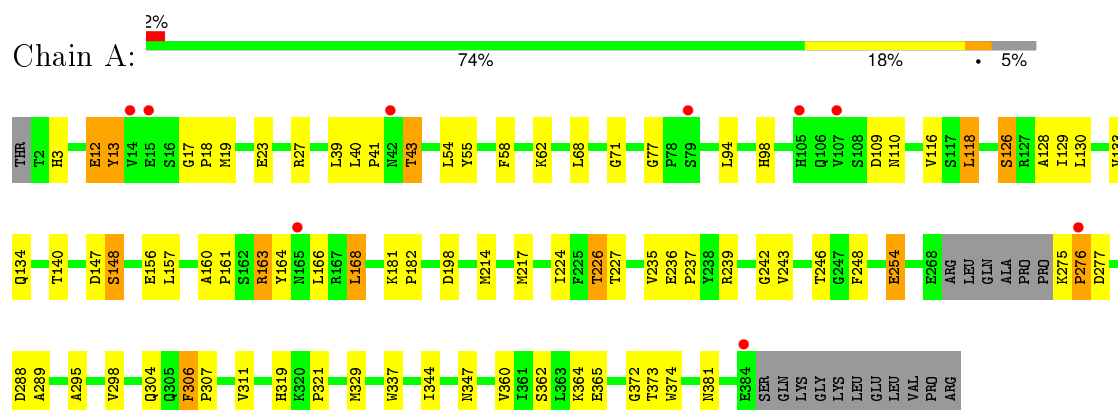 2%
Chain A:
74% 18% • 5%
THR T2 H3 E12 Y13 V14 E15 S16 G17 P18 M19 E23 R27 L39 L40 P41 N42 T43 L54 Y55 F58 K62 L68 G71 G77 P78 S79 L94 H98 H105 Q106 V107 S108 D109 N110 V116 S117 L118 S126 R127 A128 I129 L130 V133
Q134 T140 D147 S148 E156 L157 A160 P161 S162 R163 Y164 N165 L166 R167 L168 K181 P182 D198 M214 M217 I224 F225 T226 T227 V235 E236 P237 Y238 R239 G242 V243 T246 G247 F248 E254 E268 ARG LEU GLN ALA PRO PRO K275 P276 D277
D288 A289 A295 V298 Q304 Q305 F306 P307 V311 H319 K320 P321 M329 W337 I344 N347 V360 I361 S362 L363 K364 E365 G372 T373 W374 N381 E384 SER GLN LYS GLY LYS LEU GLU LEU VAL PRO ARG